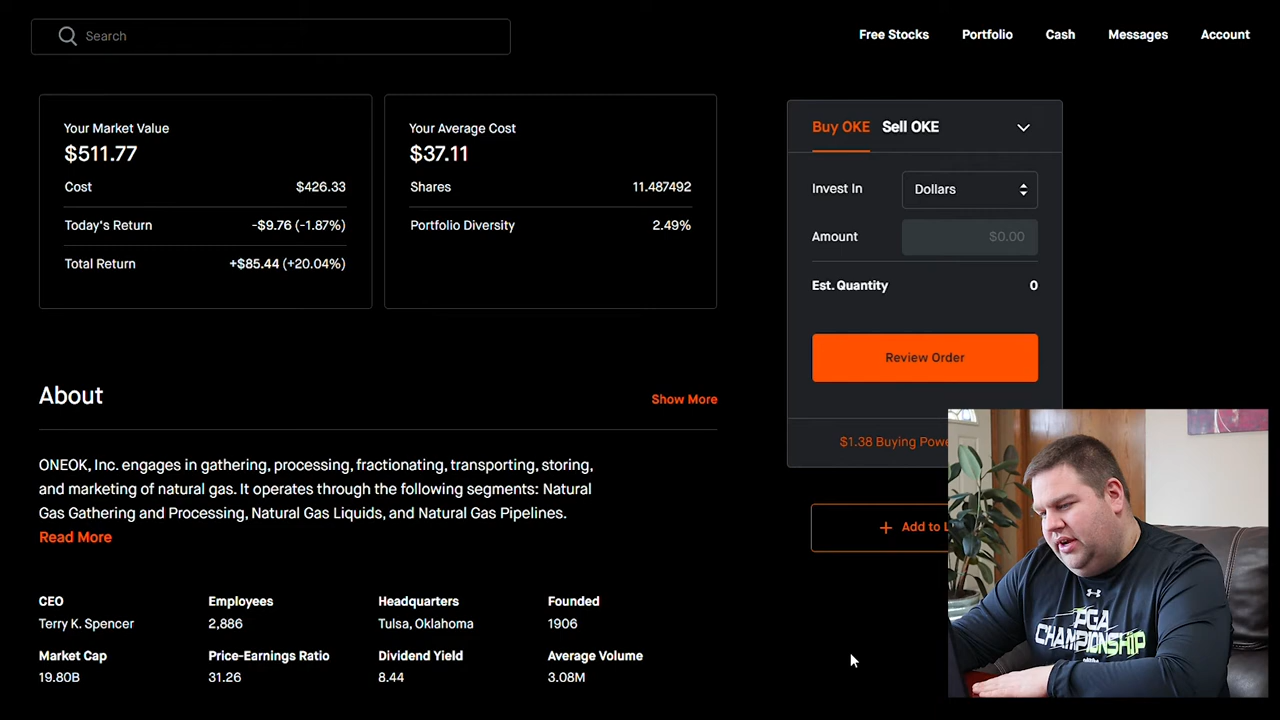 Search
Free Stocks
Portfolio
Cash
Messages
Account
Your Market Value
$511.77
Cost
$426.33
Today's Return
-$9.76 (-1.87%)
Total Return
+$85.44 (+20.04%)
Your Average Cost
$37.11
Shares
11.487492
Portfolio Diversity
2.49%
Buy OKE
Sell OKE
Invest In
Dollars
Amount
$0.00
Est. Quantity
0
Review Order
$1.38 Buying Powe
+ Add to L
About
Show More
ONEOK, Inc. engages in gathering, processing, fractionating, transporting, storing,
and marketing of natural gas. It operates through the following segments: Natural
Gas Gathering and Processing, Natural Gas Liquids, and Natural Gas Pipelines.
Read More
CEO
Terry K. Spencer
Employees
2,886
Headquarters
Tulsa, Oklahoma
Founded
1906
Market Cap
19.80B
Price-Earnings Ratio
31.26
Dividend Yield
8.44
Average Volume
3.08M
PGA
CHAMPIONSHIP